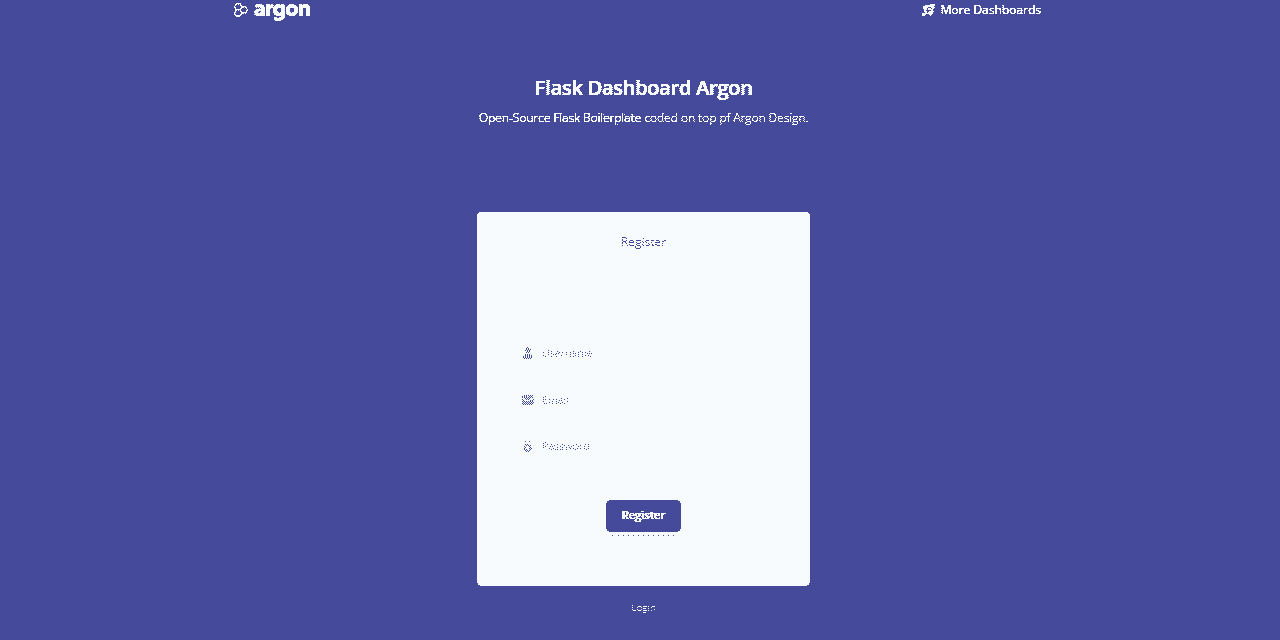 argon
More Dashboards
Flask Dashboard Argon
Open-Source Flask Boilerplate coded on top pf Argon Design.
Register
Username
Email
Password
Register
Login